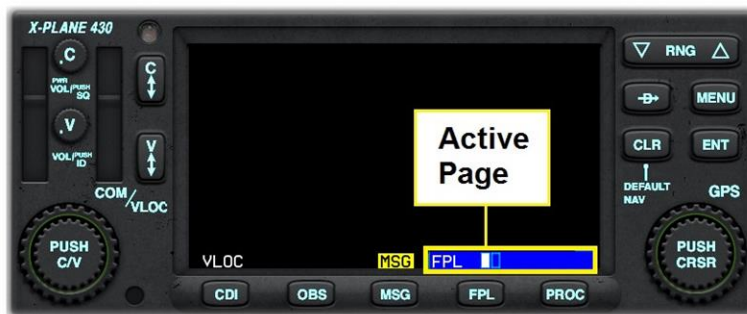 X-PLANE 430
C
PWR
VOL/PUSH
SQ
C
RNG
MENU
V
VOL/PUSH
ID
V
Active
Page
CLR
ENT
COM/VLOC
DEFAULT
NAV
GPS
PUSH
C/V
PUSH
CRSR
VLOC
MSG
FPL
CDI
OBS
MSG
FPL
PROC